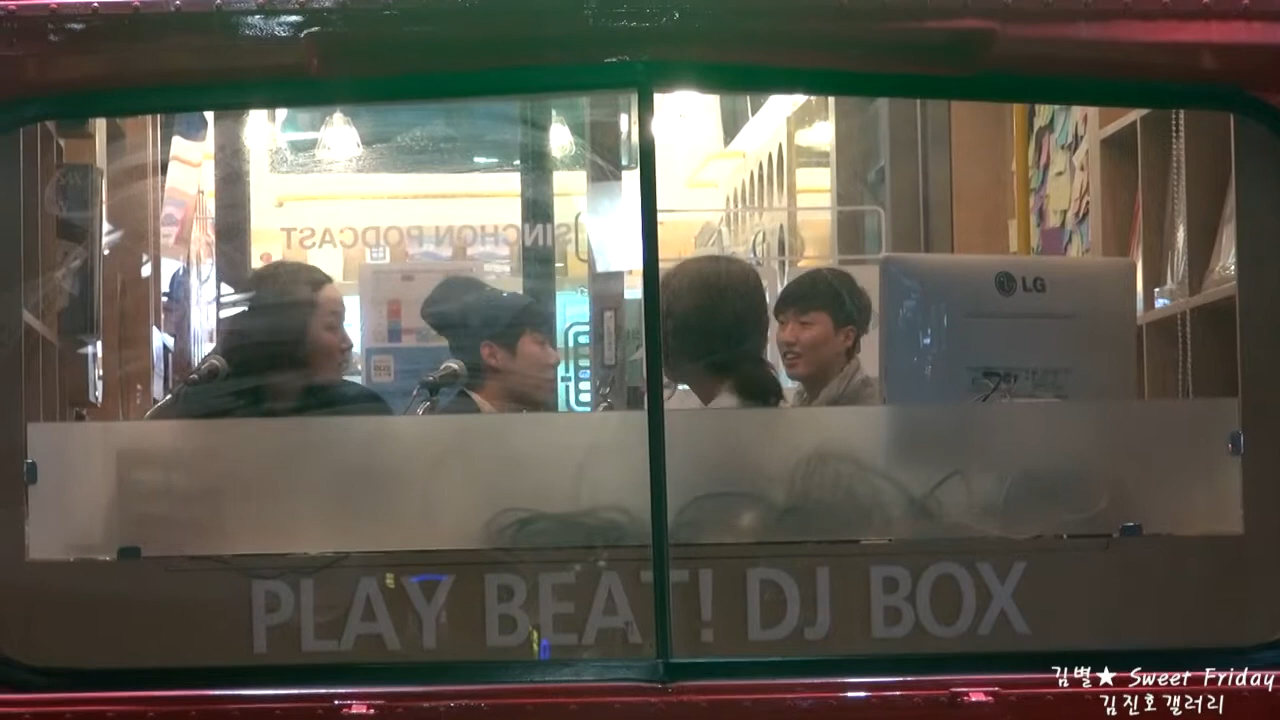 SINCHON PODCAST
LG
PLAY BEAT! DJ BOX
김별★ Sweet Friday
김진호갤러리